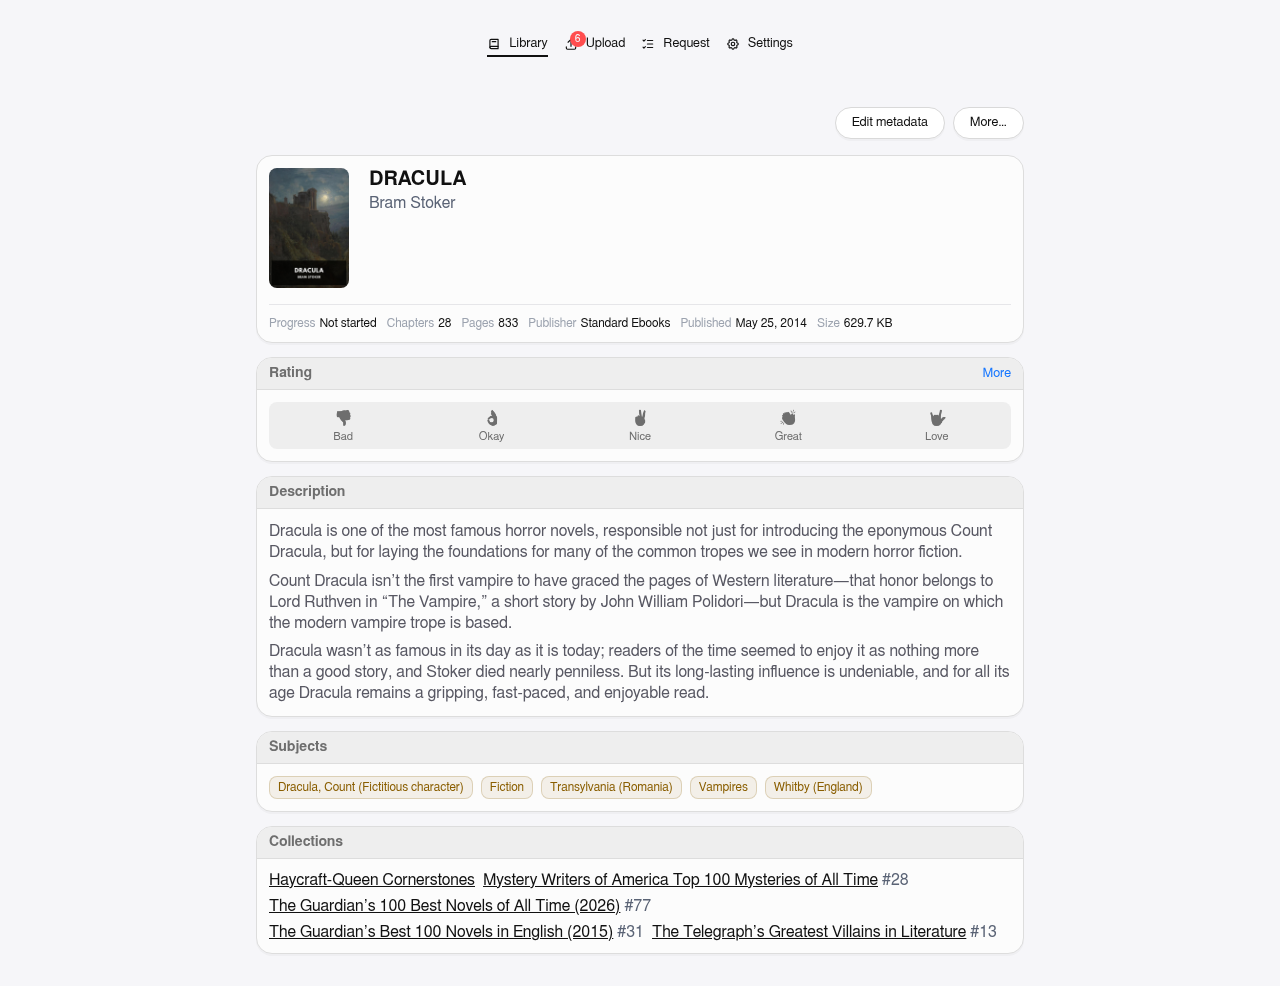 Library
6
Upload
Request
Settings
Edit metadata
More...
DRACULA
Bram Stoker
DRACULA
BRAM STOKER
Progress Not started Chapters 28 Pages 833 Publisher Standard Ebooks Published May 25, 2014 Size 629.7 KB
Rating
More
Bad
Okay
Nice
Great
Love
Description
Dracula is one of the most famous horror novels, responsible not just for introducing the eponymous Count
Dracula, but for laying the foundations for many of the common tropes we see in modern horror fiction.
Count Dracula isn’t the first vampire to have graced the pages of Western literature—that honor belongs to
Lord Ruthven in “The Vampire,” a short story by John William Polidori—but Dracula is the vampire on which
the modern vampire trope is based.
Dracula wasn’t as famous in its day as it is today; readers of the time seemed to enjoy it as nothing more
than a good story, and Stoker died nearly penniless. But its long-lasting influence is undeniable, and for all its
age Dracula remains a gripping, fast-paced, and enjoyable read.
Subjects
Dracula, Count (Fictitious character)
Fiction
Transylvania (Romania)
Vampires
Whitby (England)
Collections
Haycraft-Queen Cornerstones Mystery Writers of America Top 100 Mysteries of All Time #28
The Guardian’s 100 Best Novels of All Time (2026) #77
The Guardian’s Best 100 Novels in English (2015) #31 The Telegraph’s Greatest Villains in Literature #13